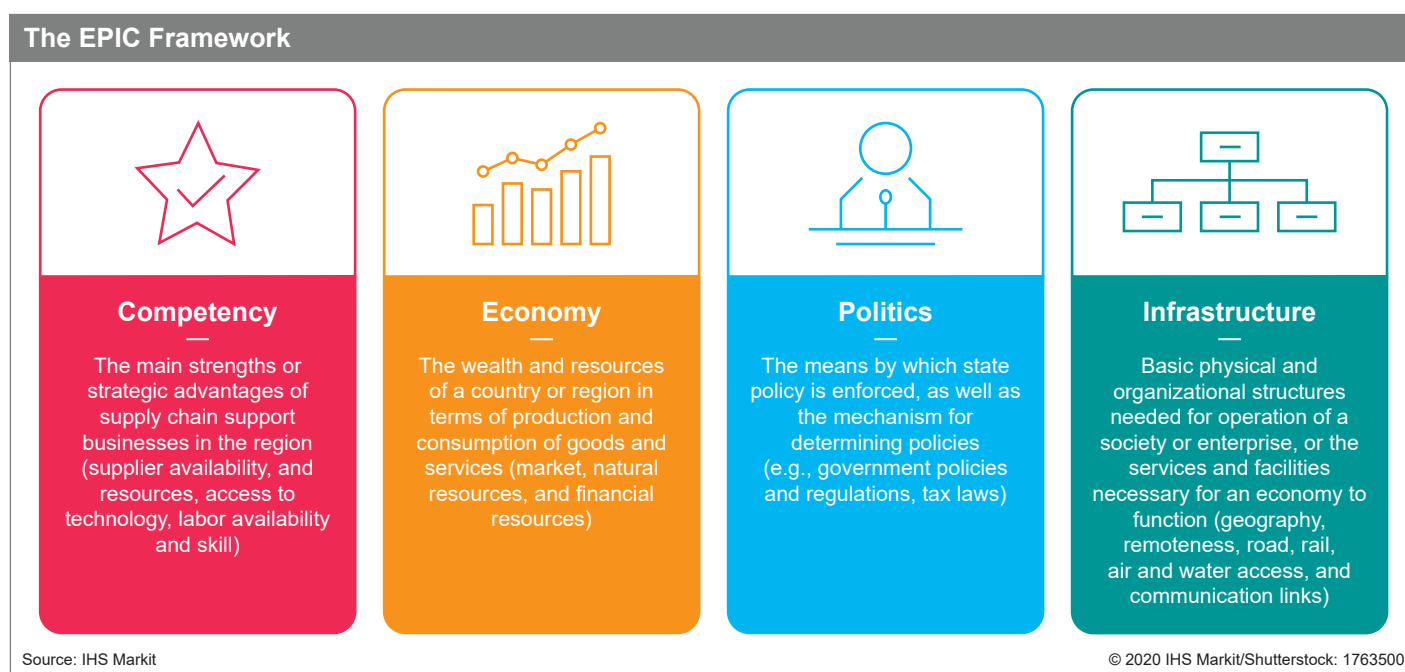 The EPIC Framework
Competency
The main strengths or
strategic advantages of
supply chain support
businesses in the region
(supplier availability, and
resources, access to
technology, labor availability
and skill)
Economy
The wealth and resources
of a country or region in
terms of production and
consumption of goods and
services (market, natural
resources, and financial
resources)
Politics
The means by which state
policy is enforced, as well as
the mechanism for
determining policies
(e.g., government policies
and regulations, tax laws)
Infrastructure
Basic physical and
organizational structures
needed for operation of a
society or enterprise, or the
services and facilities
necessary for an economy to
function (geography,
remoteness, road, rail,
air and water access, and
communication links)
Source: IHS Markit
© 2020 IHS Markit/Shutterstock: 1763500